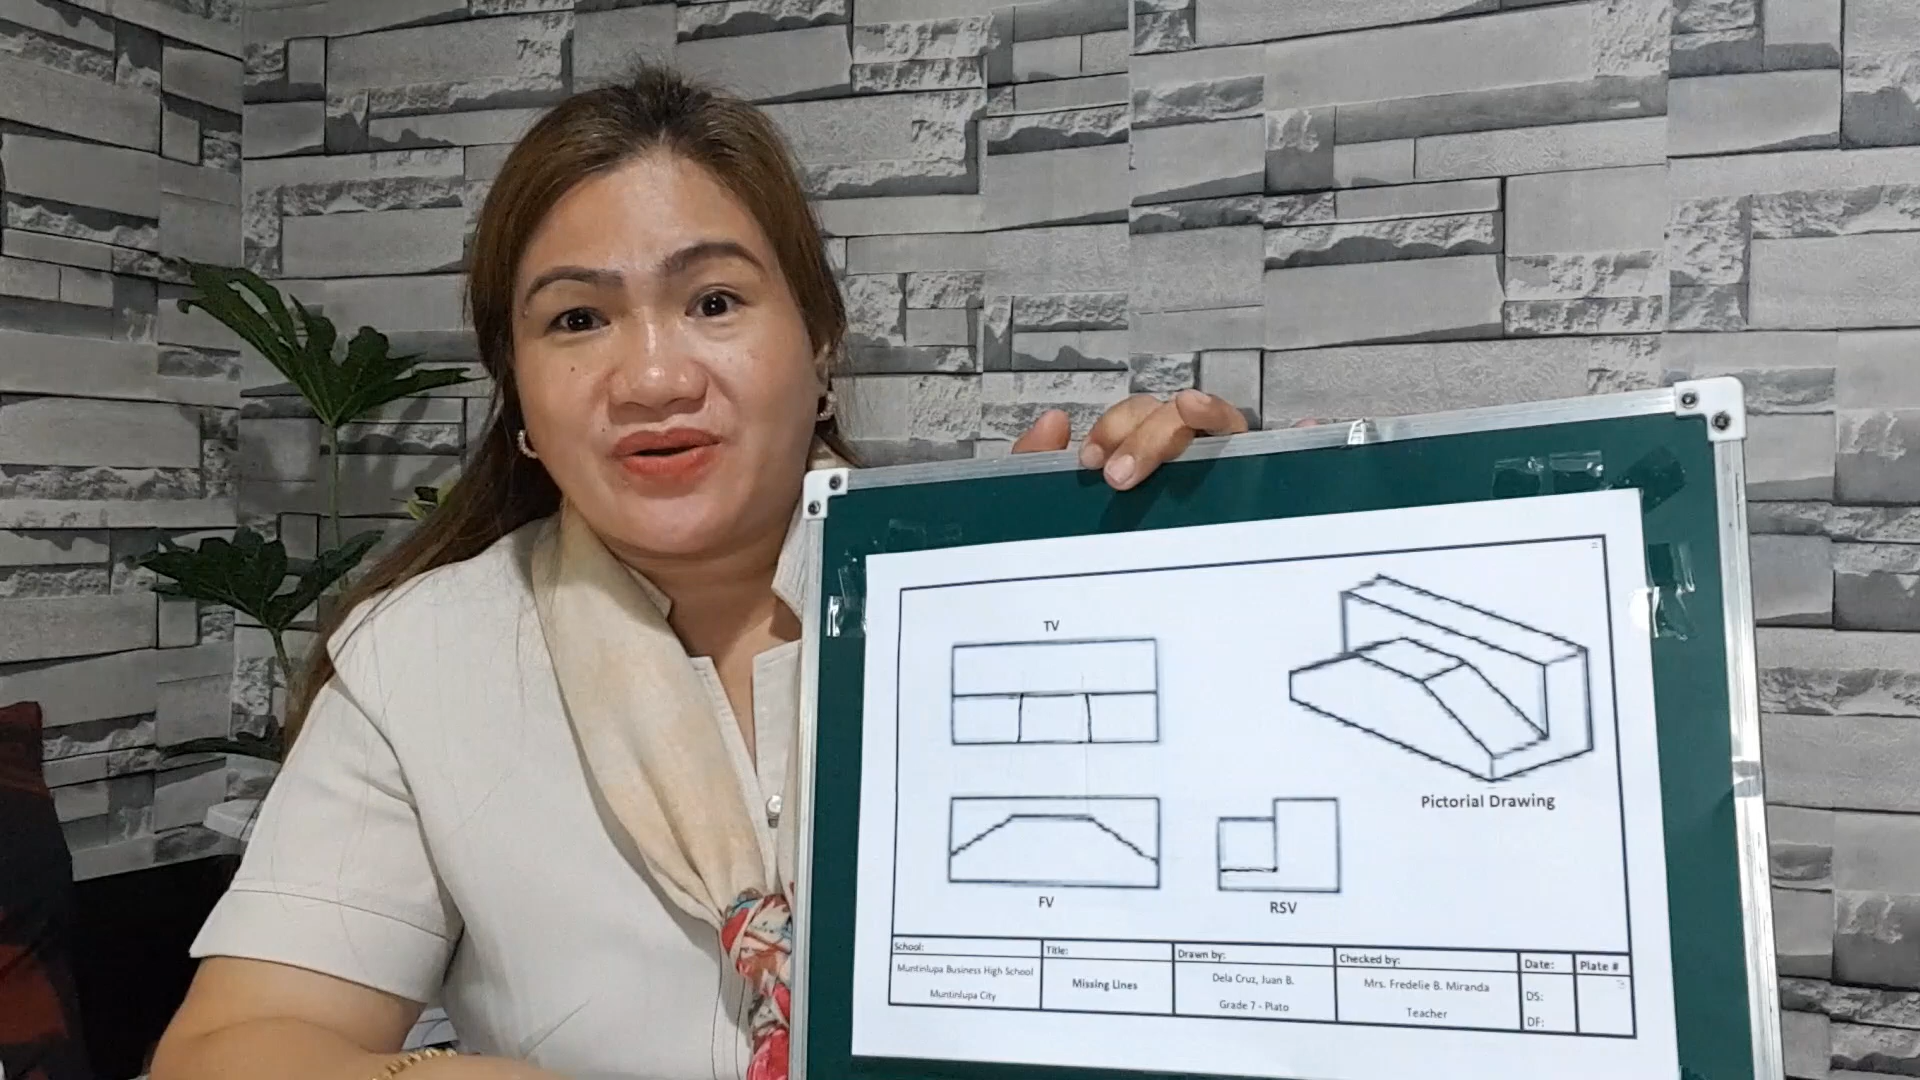 TV
Pictorial Drawing
FV
RSV
School:
Muntinlupa Business High School
Muntinlupa City
Title:
Missing Lines
Drawn by:
Dela Cruz, Juan B.
Grade 7 - Plato
Checked by:
Mrs. Fredelie B. Miranda
Teacher
Date:
DS:
DF:
Plate #